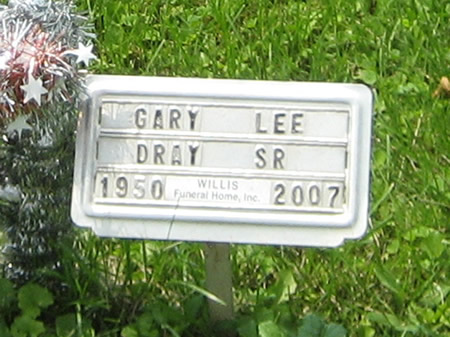 GARY LEE
DRAY SR
1950 WILLIS 2007
Funeral Home, Inc.